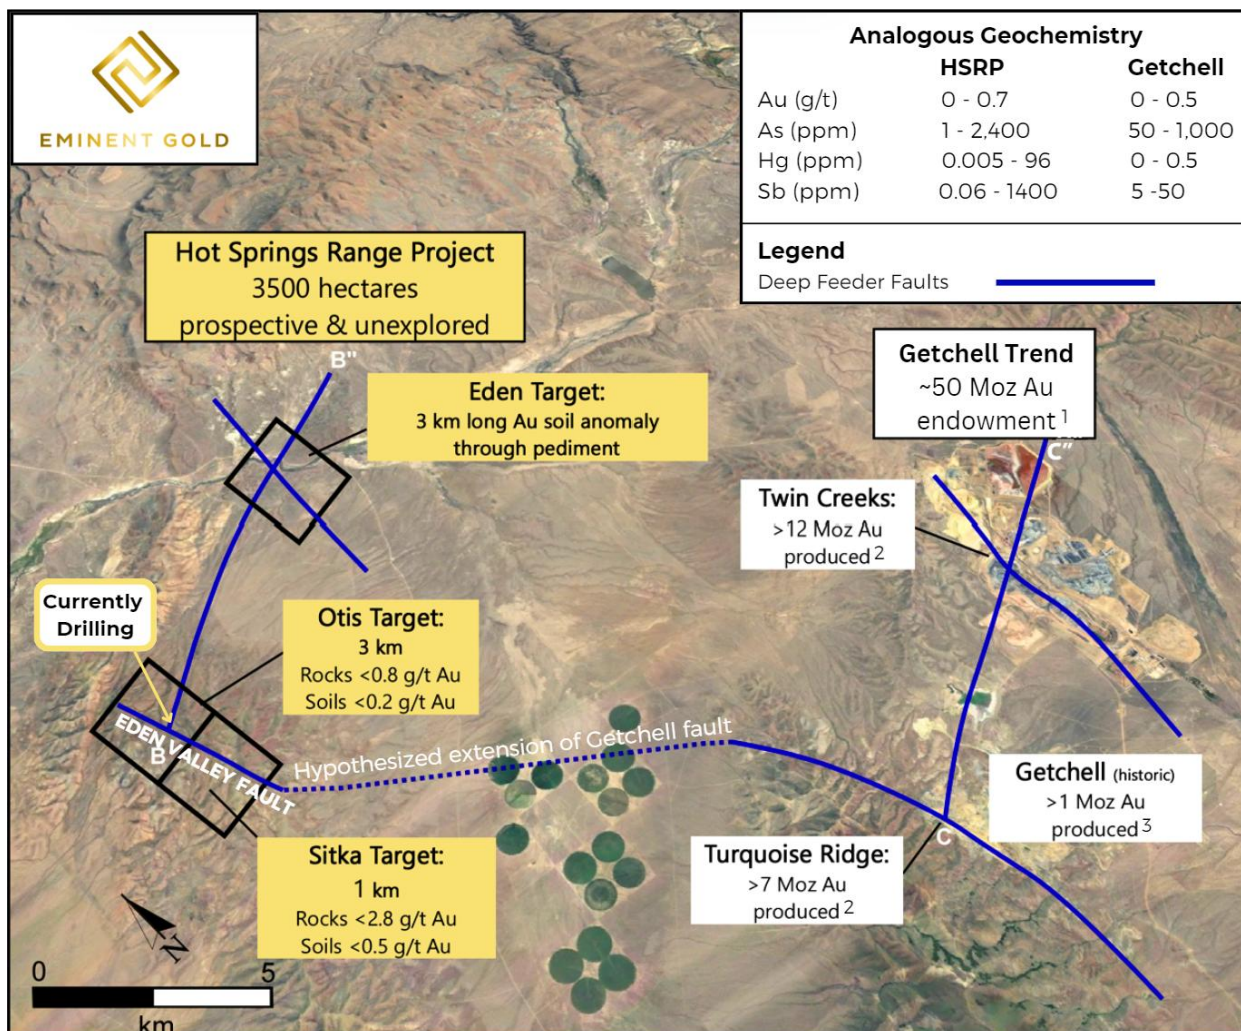 EMINENT GOLD
Analogous Geochemistry
HSRP Getchell
Au (g/t) 0 - 0.7 0 - 0.5
As (ppm) 1 - 2,400 50 - 1,000
Hg (ppm) 0.005 - 96 0 - 0.5
Sb (ppm) 0.06 - 1400 5 -50
Legend
Deep Feeder Faults
Hot Springs Range Project
3500 hectares
prospective & unexplored
B"
Eden Target:
3 km long Au soil anomaly
through pediment
Getchell Trend
~50 Moz Au
endowment 1
C"
Twin Creeks:
>12 Moz Au
produced 2
Currently
Drilling
Otis Target:
3 km
Rocks <0.8 g/t Au
Soils <0.2 g/t Au
EDEN VALLEY FAULT
B
Hypothesized extension of Getchell fault
Getchell (historic)
>1 Moz Au
produced 3
C
Turquoise Ridge:
>7 Moz Au
produced 2
Sitka Target:
1 km
Rocks <2.8 g/t Au
Soils <0.5 g/t Au
N
0 5
km